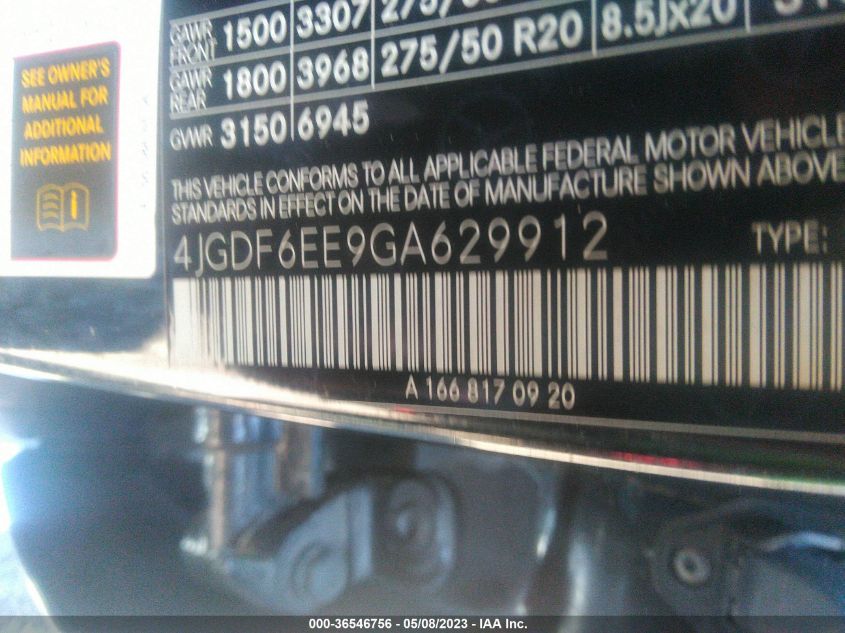 SEE OWNER'S
MANUAL FOR
ADDITIONAL
INFORMATION
GAWR
FRONT 1500 3307 8.5Jx20
GAWR
REAR 1800 3968 275/50 R20
GVWR 3150 6945
THIS VEHICLE CONFORMS TO ALL APPLICABLE FEDERAL MOTOR VEHICLE
STANDARDS IN EFFECT ON THE DATE OF MANUFACTURE SHOWN ABOVE
4JGDF6EE9GA629912
TYPE:
A 166 817 09 20
000-36546756 - 05/08/2023 - IAA Inc.